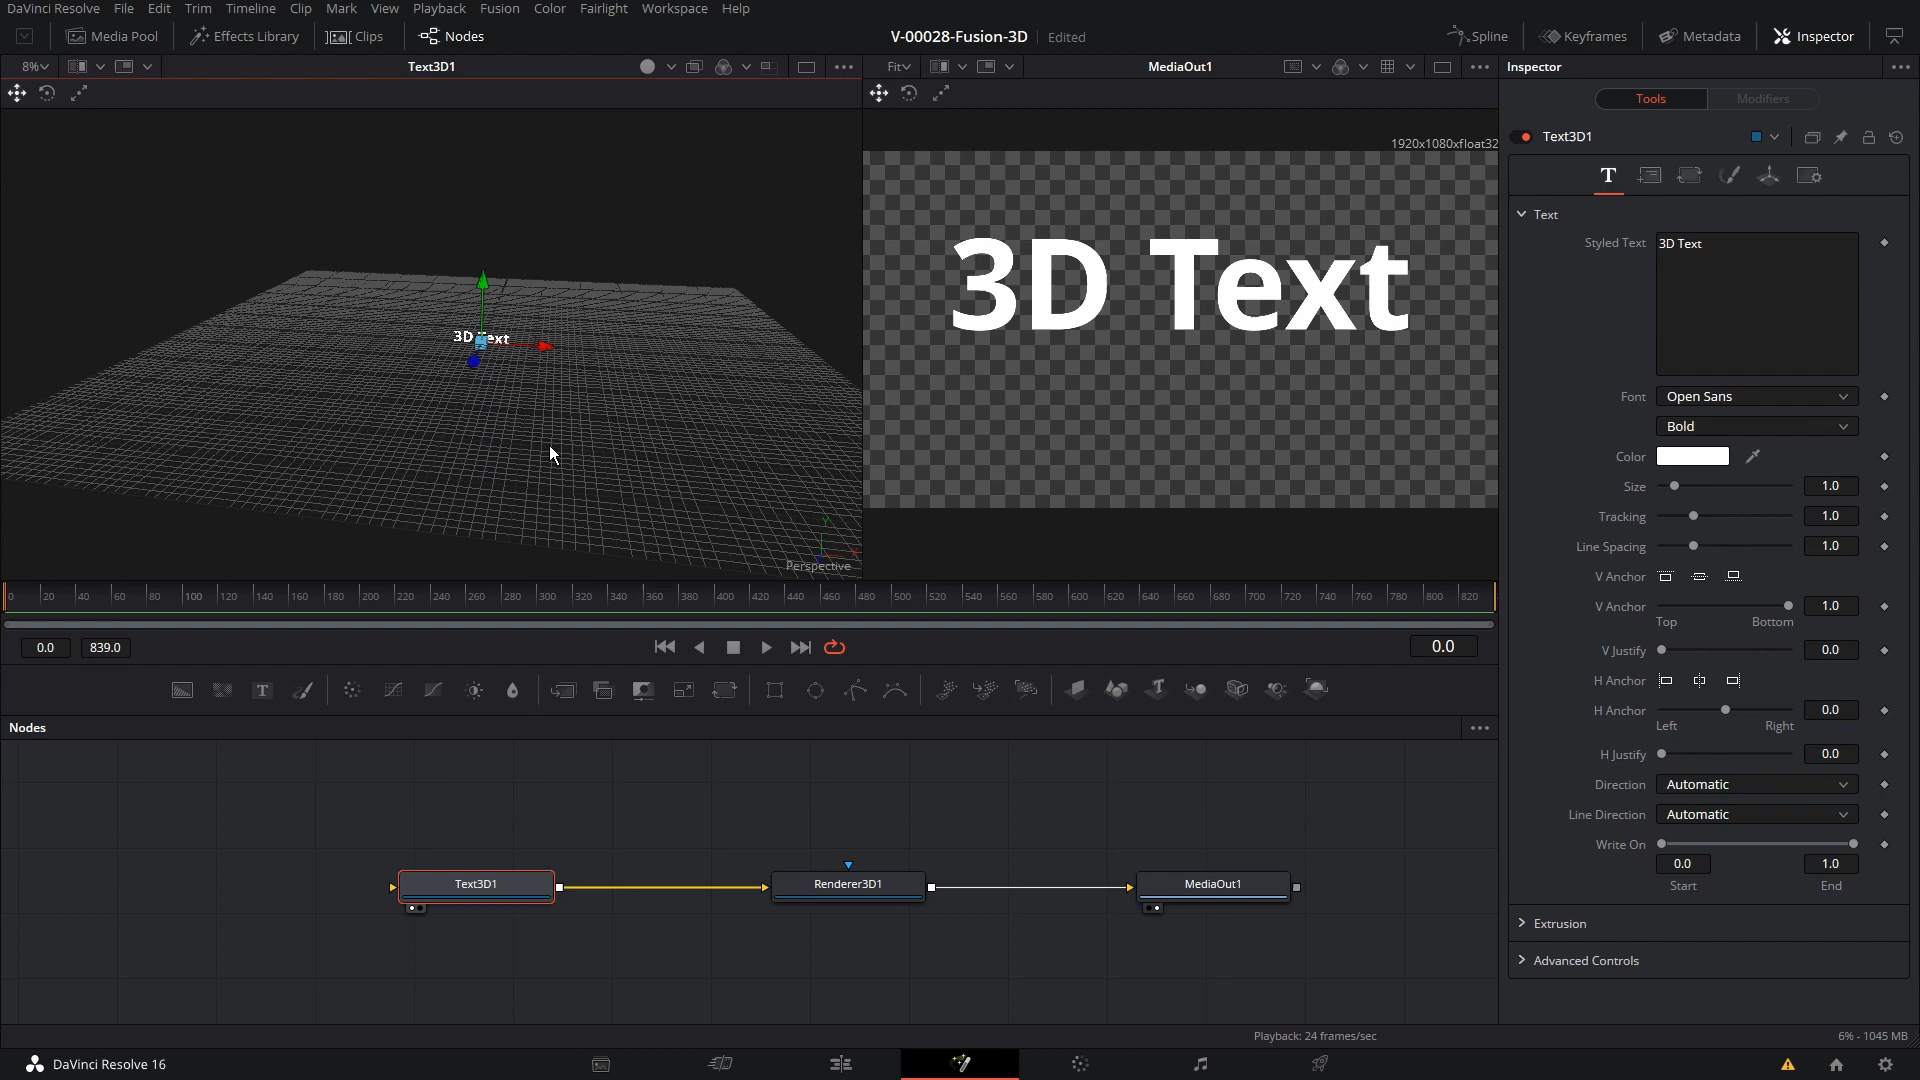 DaVinci Resolve File Edit Trim Timeline Clip Mark View Playback Fusion Color Fairlight Workspace Help
Media Pool Effects Library Clips Nodes V-00028-Fusion-3D Edited Spline Keyframes Metadata Inspector
8% Text3D1 Fit MediaOut1 Inspector
Tools Modifiers
Text3D1
1920x1080xfloat32
3D Text
3D Text
Y
X
Perspective
Text
Styled Text 3D Text
Font Open Sans
Bold
Color
Size 1.0
Tracking 1.0
Line Spacing 1.0
V Anchor
V Anchor 1.0
Top Bottom
V Justify 0.0
H Anchor
H Anchor 0.0
Left Right
H Justify 0.0
Direction Automatic
Line Direction Automatic
Write On
0.0 1.0
Start End
Extrusion
Advanced Controls
0 20 40 60 80 100 120 140 160 180 200 220 240 260 280 300 320 340 360 380 400 420 440 460 480 500 520 540 560 580 600 620 640 660 680 700 720 740 760 780 800 820
0.0 839.0 0.0
Nodes
Text3D1 Renderer3D1 MediaOut1
Playback: 24 frames/sec 6% - 1045 MB
DaVinci Resolve 16